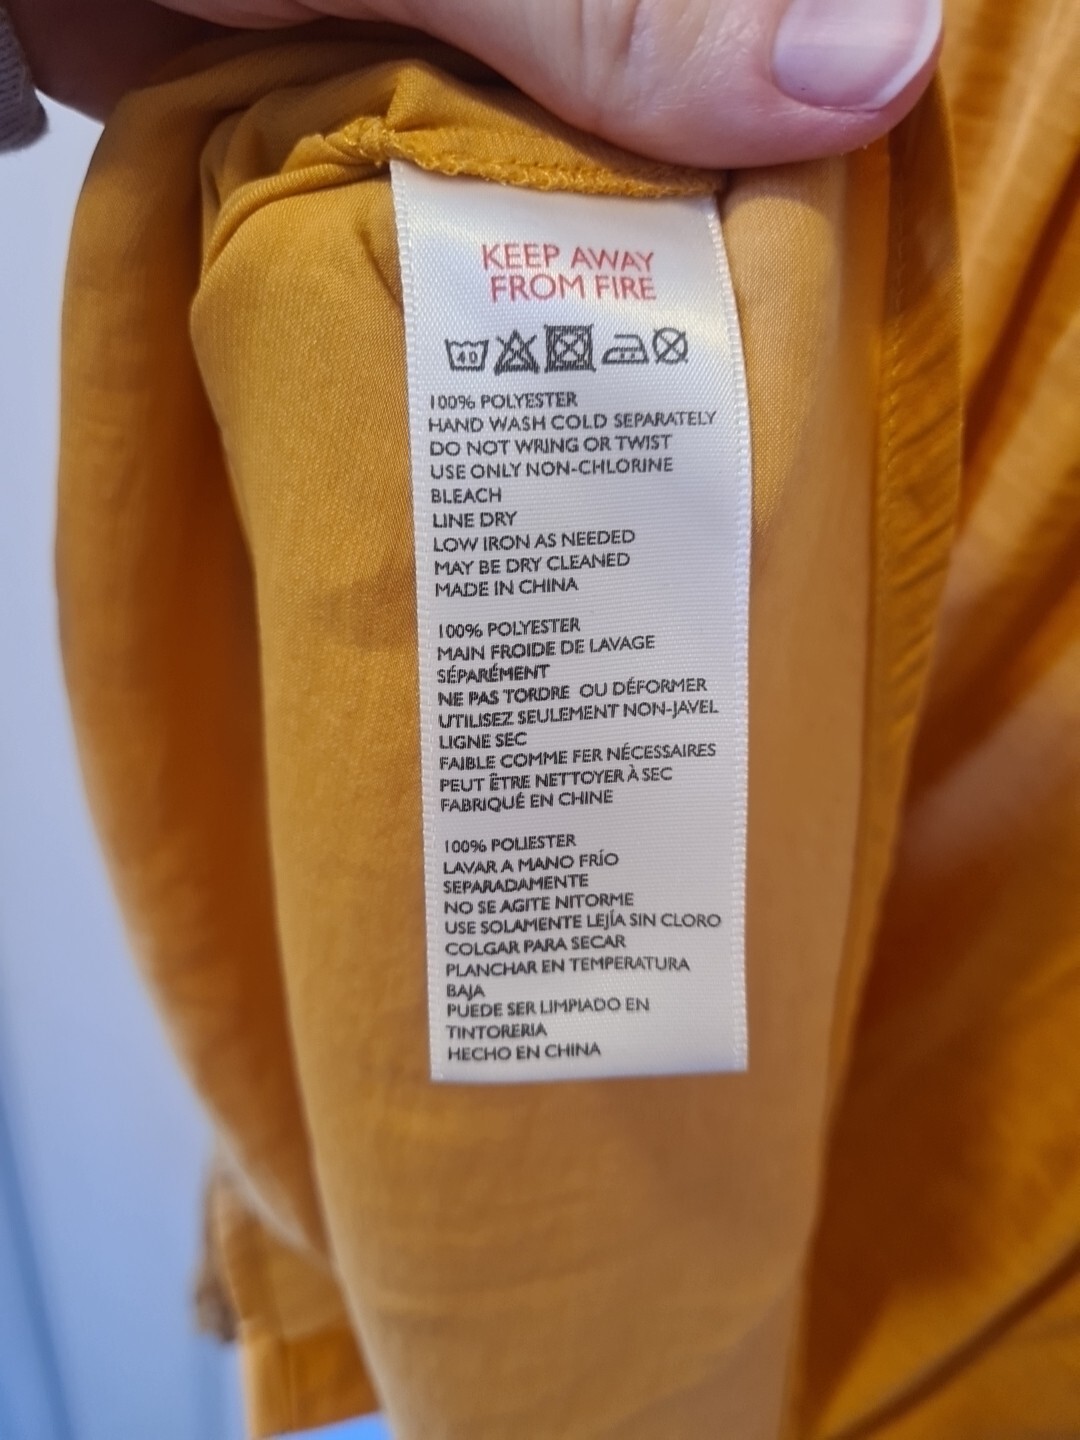 KEEP AWAY
FROM FIRE
40
100% POLYESTER
HAND WASH COLD SEPARATELY
DO NOT WRING OR TWIST
USE ONLY NON-CHLORINE
BLEACH
LINE DRY
LOW IRON AS NEEDED
MAY BE DRY CLEANED
MADE IN CHINA
100% POLYESTER
MAIN FROIDE DE LAVAGE
SÉPARÉMENT
NE PAS TORDRE OU DÉFORMER
UTILISEZ SEULEMENT NON-JAVEL
LIGNE SEC
FAIBLE COMME FER NÉCESSAIRES
PEUT ÊTRE NETTOYER À SEC
FABRIQUÉ EN CHINE
100% POLIESTER
LAVAR A MANO FRÍO
SEPARADAMENTE
NO SE AGITE NITORME
USE SOLAMENTE LEJÍA SIN CLORO
COLGAR PARA SECAR
PLANCHAR EN TEMPERATURA
BAJA
PUEDE SER LIMPIADO EN
TINTORERIA
HECHO EN CHINA